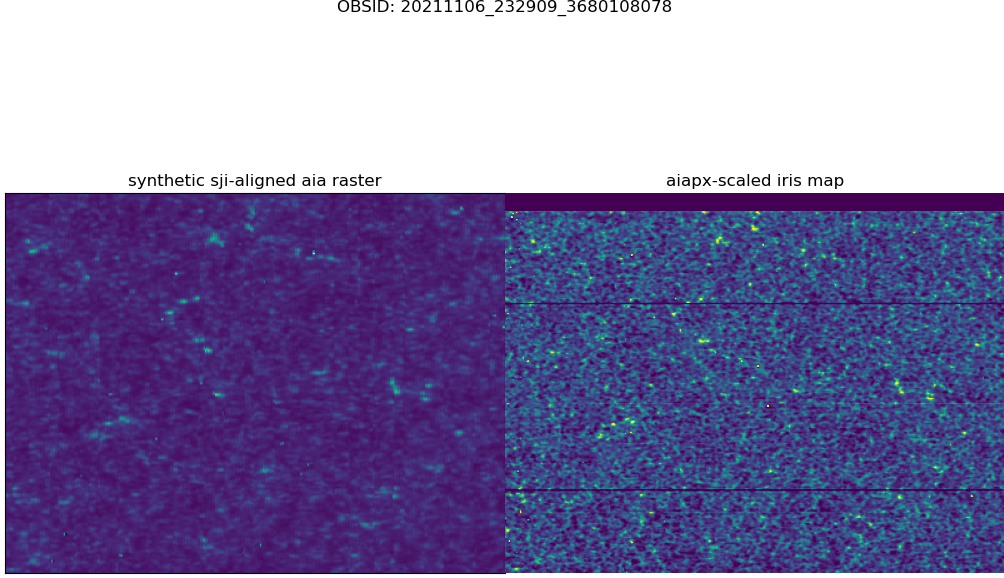 OBSID: 20211106_232909_3680108078
synthetic sji-aligned aia raster
aiapx-scaled iris map